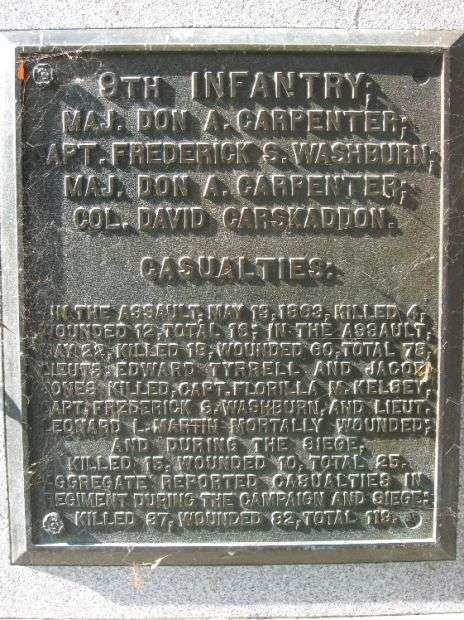 9TH INFANTRY;
MAJ. DON A. CARPENTER;
CAPT. FREDERICK S. WASHBURN;
MAJ. DON A. CARPENTER;
COL. DAVID CARSKADDON.
CASUALTIES:
IN THE ASSAULT, MAY 19, 1863, KILLED 4,
WOUNDED 12, TOTAL 16; IN THE ASSAULT,
MAY 22, KILLED 18, WOUNDED 60, TOTAL 78,
LIEUTS. EDWARD TYRRELL AND JACOB
JONES KILLED, CAPT. FLORILLA M. KELSEY,
CAPT. FREDERICK S. WASHBURN, AND LIEUT.
LEONARD L. MARTIN MORTALLY WOUNDED;
AND DURING THE SIEGE,
KILLED 15, WOUNDED 10, TOTAL 25.
AGGREGATE REPORTED CASUALTIES IN
REGIMENT DURING THE CAMPAIGN AND SIEGE:
KILLED 37, WOUNDED 82, TOTAL 119.